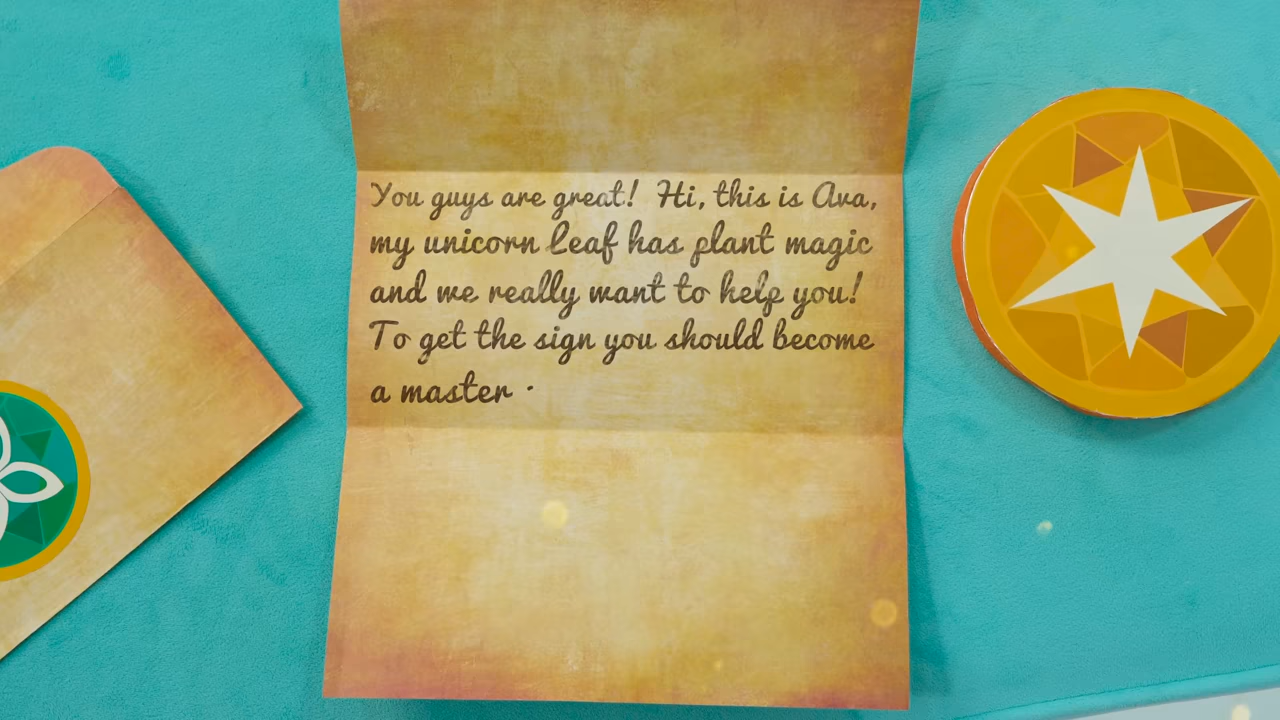 You guys are great! Hi, this is Ava,
my unicorn Leaf has plant magic
and we really want to help you!
To get the sign you should become
a master ·